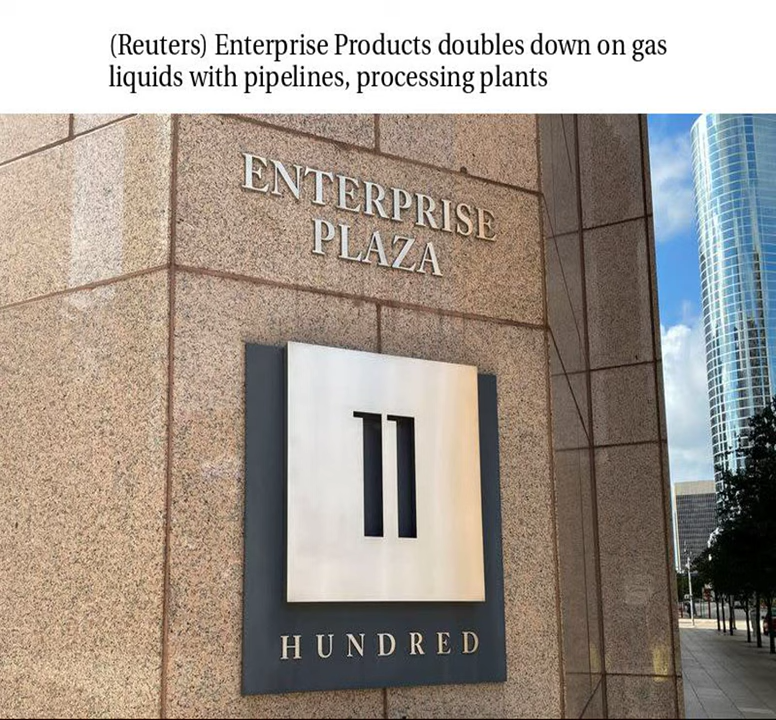 (Reuters) Enterprise Products doubles down on gas
liquids with pipelines, processing plants
ENTERPRISE
PLAZA
11
HUNDRED